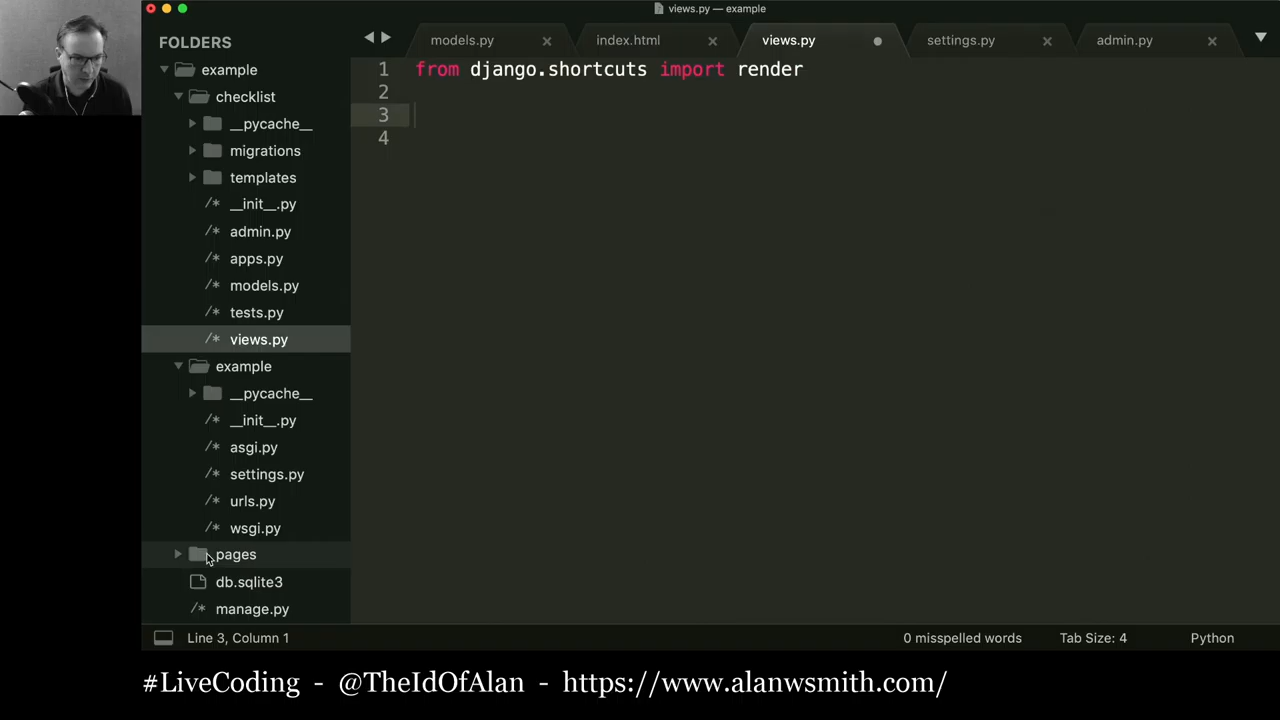 views.py — example
FOLDERS
example
checklist
__pycache__
migrations
templates
/* __init__.py
/* admin.py
/* apps.py
/* models.py
/* tests.py
/* views.py
example
__pycache__
/* __init__.py
/* asgi.py
/* settings.py
/* urls.py
/* wsgi.py
pages
db.sqlite3
/* manage.py
models.py
index.html
views.py
settings.py
admin.py
1 from django.shortcuts import render
2
3
4
Line 3, Column 1
0 misspelled words
Tab Size: 4
Python
#LiveCoding - @TheIdOfAlan - https://www.alanwsmith.com/